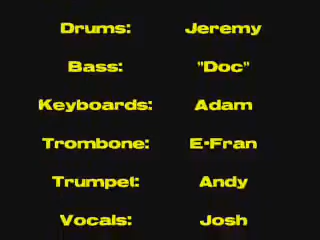 Drums: Jeremy
Bass: "Doc"
Keyboards: Adam
Trombone: E-Fran
Trumpet: Andy
Vocals: Josh